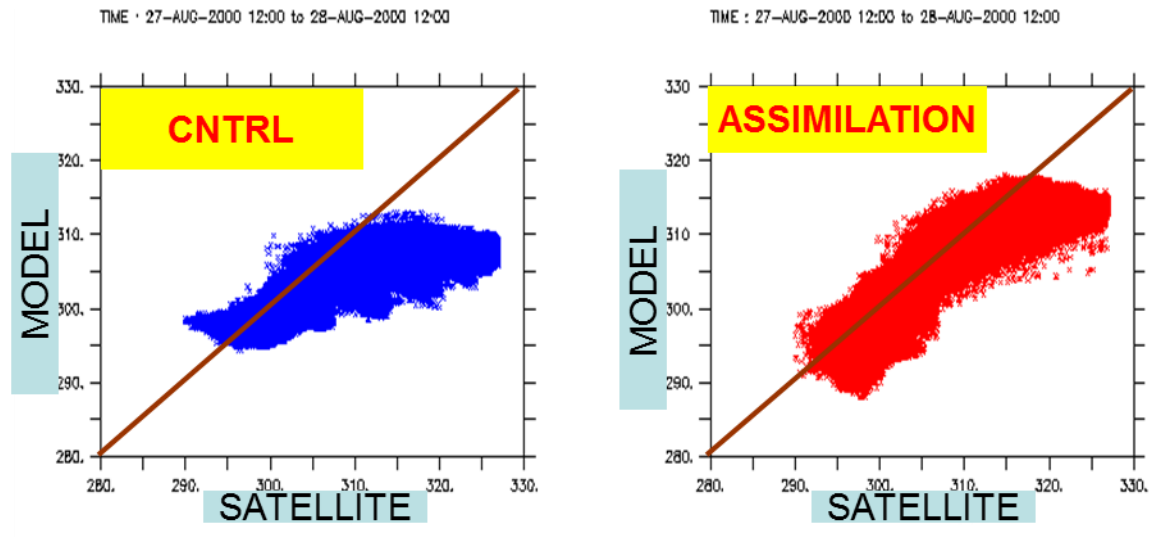 TIME : 27-AUG-2000 12:00 to 28-AUG-2000 12:00
TIME : 27-AUG-2000 12:00 to 28-AUG-2000 12:00
CNTRL
330.
320.
310.
300.
290.
280.
MODEL
280. 290. 300. 310. 320. 330.
SATELLITE
ASSIMILATION
330.
320.
310.
300.
290.
280.
MODEL
280. 290. 300. 310. 320. 330.
SATELLITE